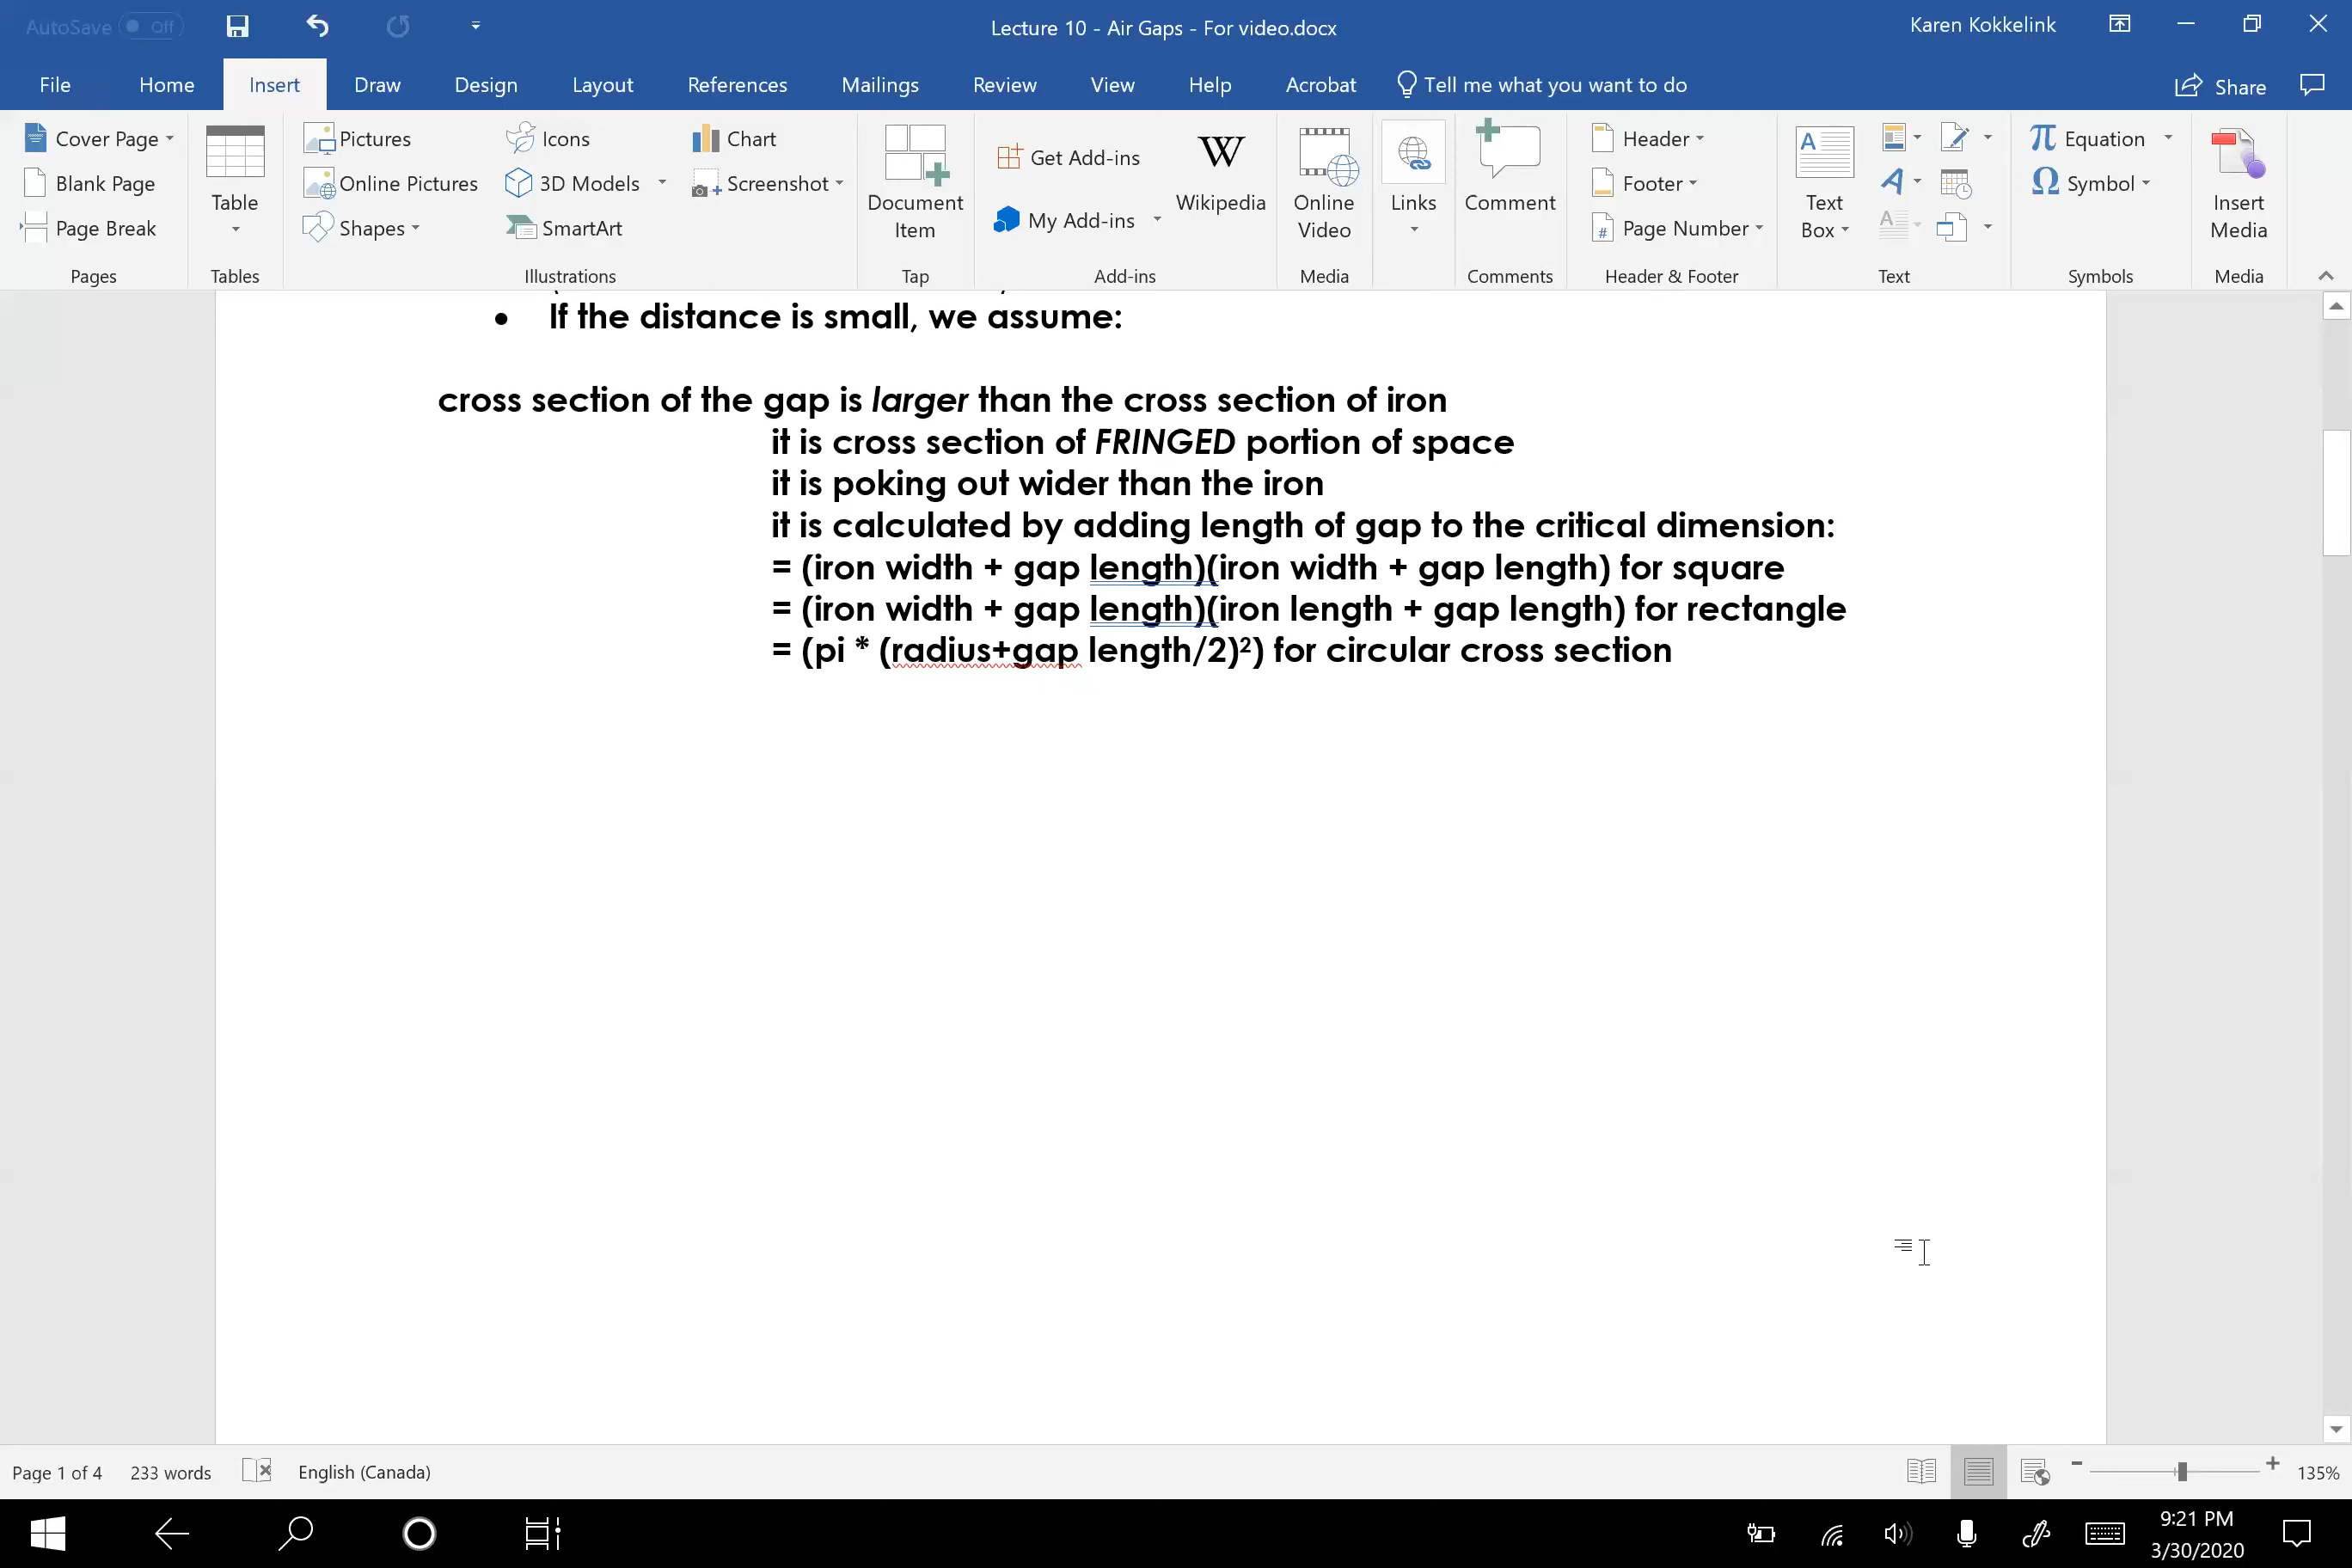 AutoSave Off
Lecture 10 - Air Gaps - For video.docx
Karen Kokkelink
File Home Insert Draw Design Layout References Mailings Review View Help Acrobat Tell me what you want to do Share
Cover Page
Blank Page
Page Break
Pages
Table
Tables
Pictures
Online Pictures
Shapes
Icons
3D Models
SmartArt
Chart
Screenshot
Illustrations
Document
Item
Tap
Get Add-ins
My Add-ins
W
Wikipedia
Add-ins
Online
Video
Media
Links
Comment
Comments
Header
Footer
# Page Number
Header & Footer
A
Text
Box
A
A
Text
π Equation
Ω Symbol
Symbols
Insert
Media
Media
• If the distance is small, we assume:
cross section of the gap is larger than the cross section of iron
it is cross section of FRINGED portion of space
it is poking out wider than the iron
it is calculated by adding length of gap to the critical dimension:
= (iron width + gap length)(iron width + gap length) for square
= (iron width + gap length)(iron length + gap length) for rectangle
= (pi * (radius+gap length/2)²) for circular cross section
Page 1 of 4 233 words English (Canada) - + 135%
9:21 PM
3/30/2020